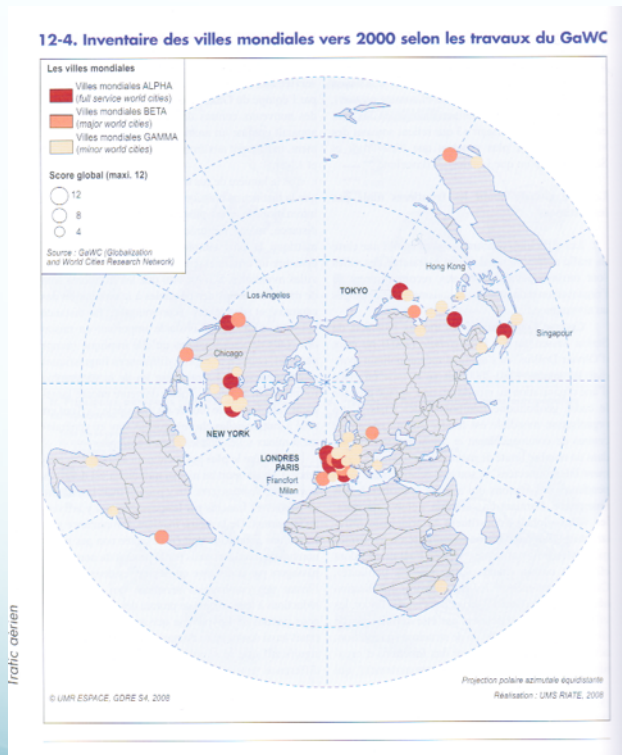 12-4. Inventaire des villes mondiales vers 2000 selon les travaux du GaWC
Les villes mondiales
Villes mondiales ALPHA
(full service world cities)
Villes mondiales BETA
(major world cities)
Villes mondiales GAMMA
(minor world cities)
Score global (maxi. 12)
12
8
4
Source : GaWC (Globalization
and World Cities Research Network)
Hong Kong
Los Angeles
TOKYO
Singapour
Chicago
NEW YORK
LONDRES
PARIS
Francfort
Milan
Trafic aérien
Projection polaire azimutale équidistante
© UMR ESPACE, GDRE S4, 2008
Réalisation : UMS RIATE, 2008